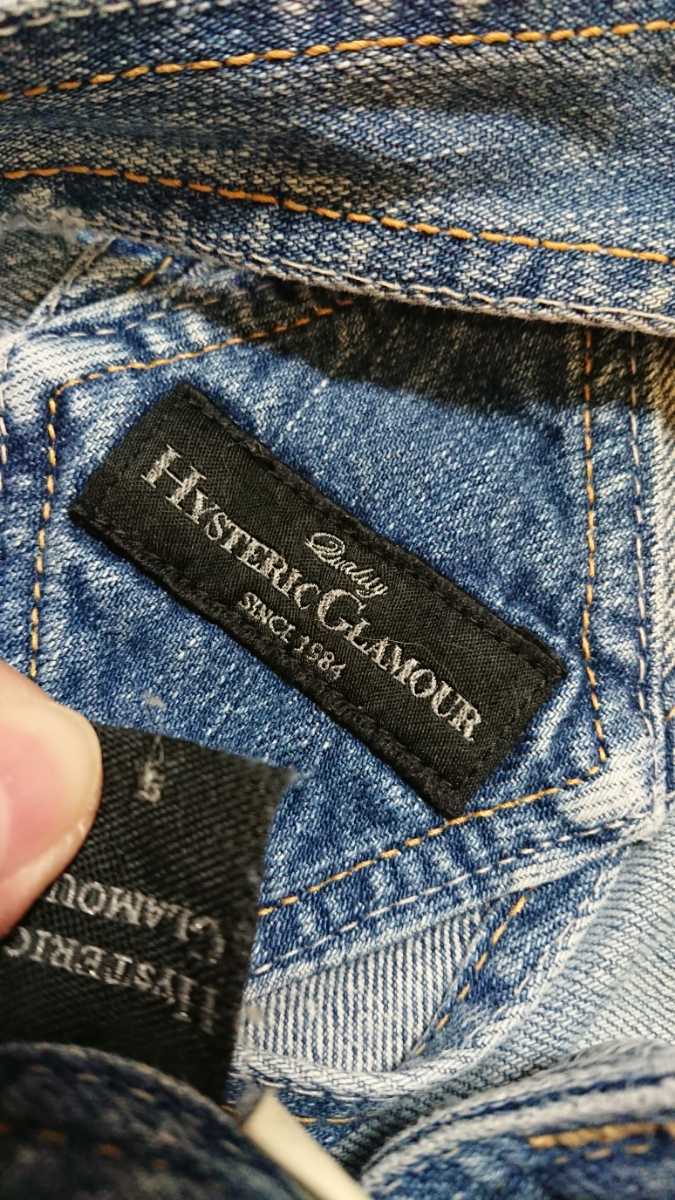 Quality
HYSTERIC GLAMOUR
SINCE 1984
S
HYSTERIC
GLAMOUR